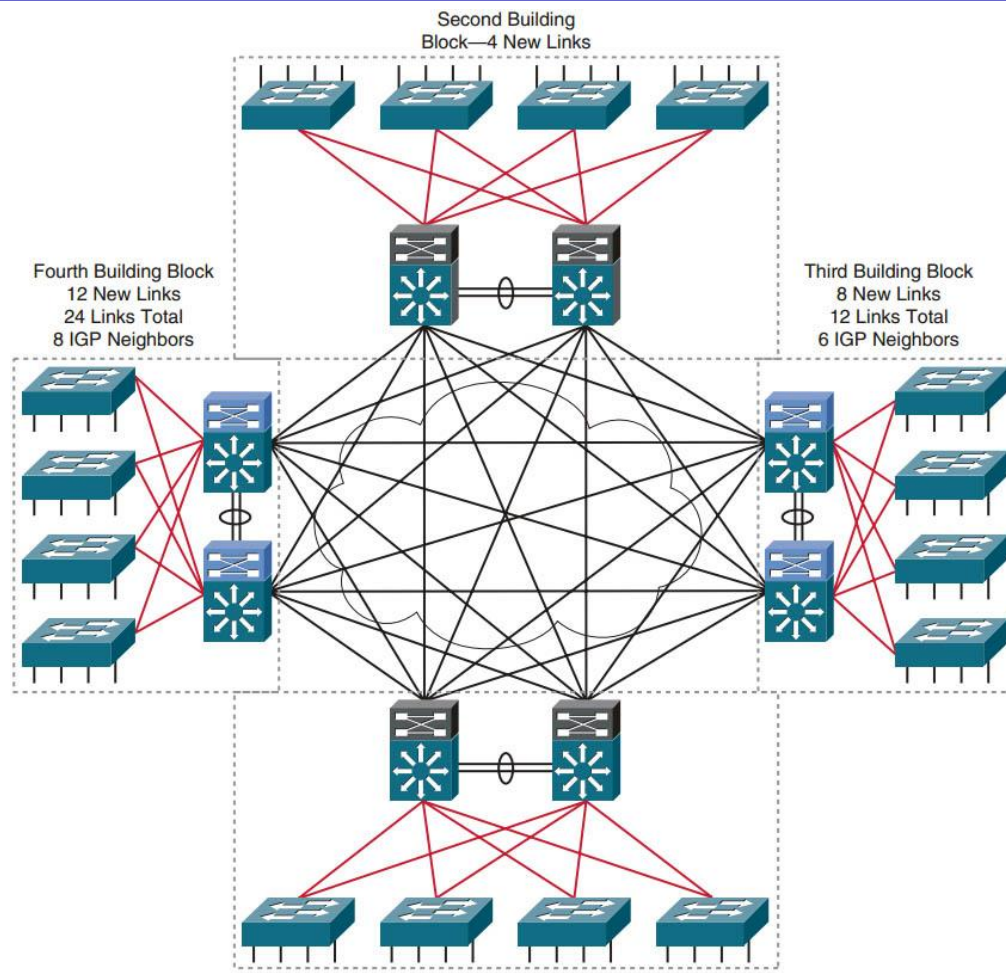 Second Building
Block—4 New Links
Fourth Building Block
12 New Links
24 Links Total
8 IGP Neighbors
Third Building Block
8 New Links
12 Links Total
6 IGP Neighbors